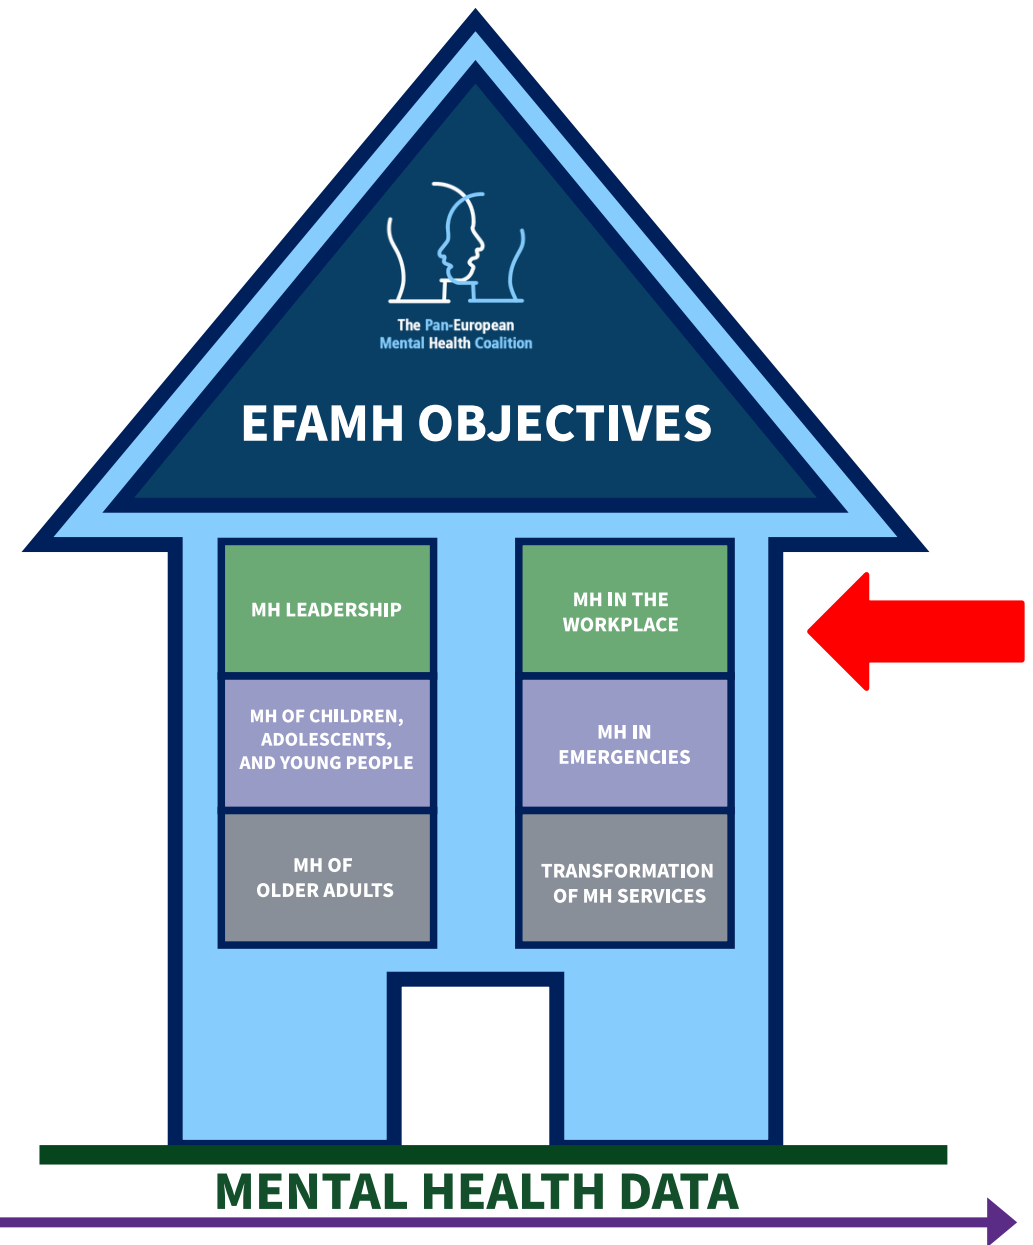 The Pan-European
Mental Health Coalition
EFAMH OBJECTIVES
MH LEADERSHIP
MH IN THE
WORKPLACE
MH OF CHILDREN,
ADOLESCENTS,
AND YOUNG PEOPLE
MH IN
EMERGENCIES
MH OF
OLDER ADULTS
TRANSFORMATION
OF MH SERVICES
MENTAL HEALTH DATA